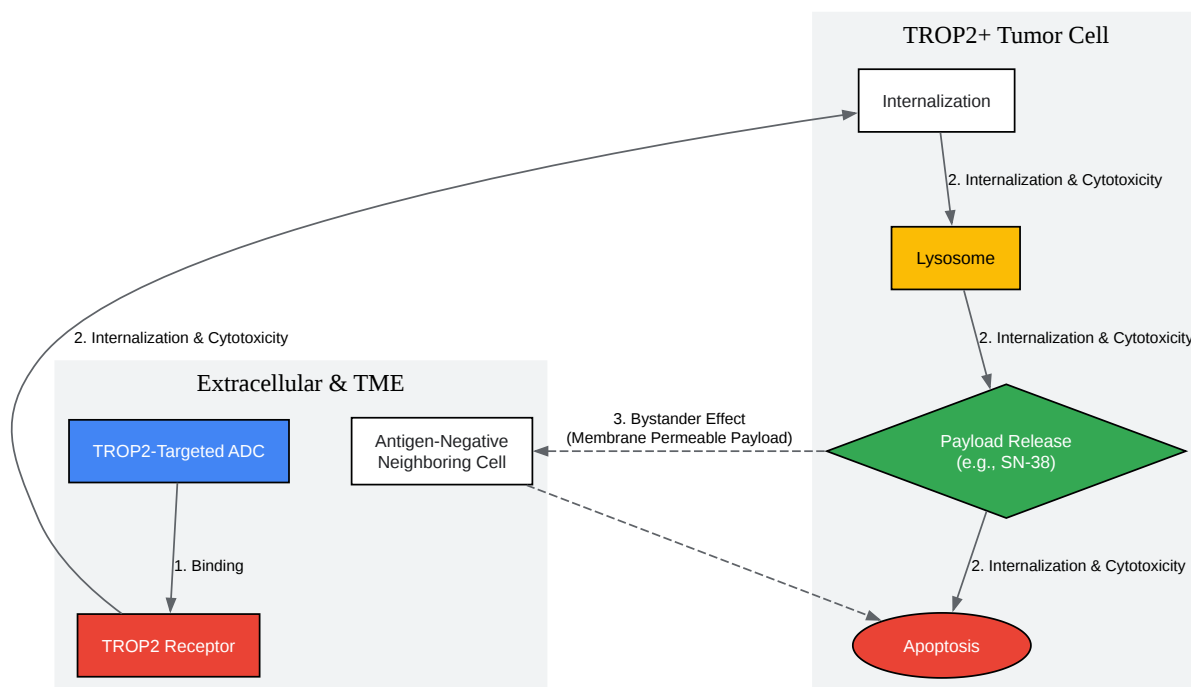 TROP2+ Tumor Cell
Internalization
2. Internalization & Cytotoxicity
Lysosome
2. Internalization & Cytotoxicity
2. Internalization & Cytotoxicity
Extracellular & TME
TROP2-Targeted ADC
Antigen-Negative
Neighboring Cell
3. Bystander Effect
(Membrane Permeable Payload)
Payload Release
(e.g., SN-38)
1. Binding
2. Internalization & Cytotoxicity
TROP2 Receptor
Apoptosis